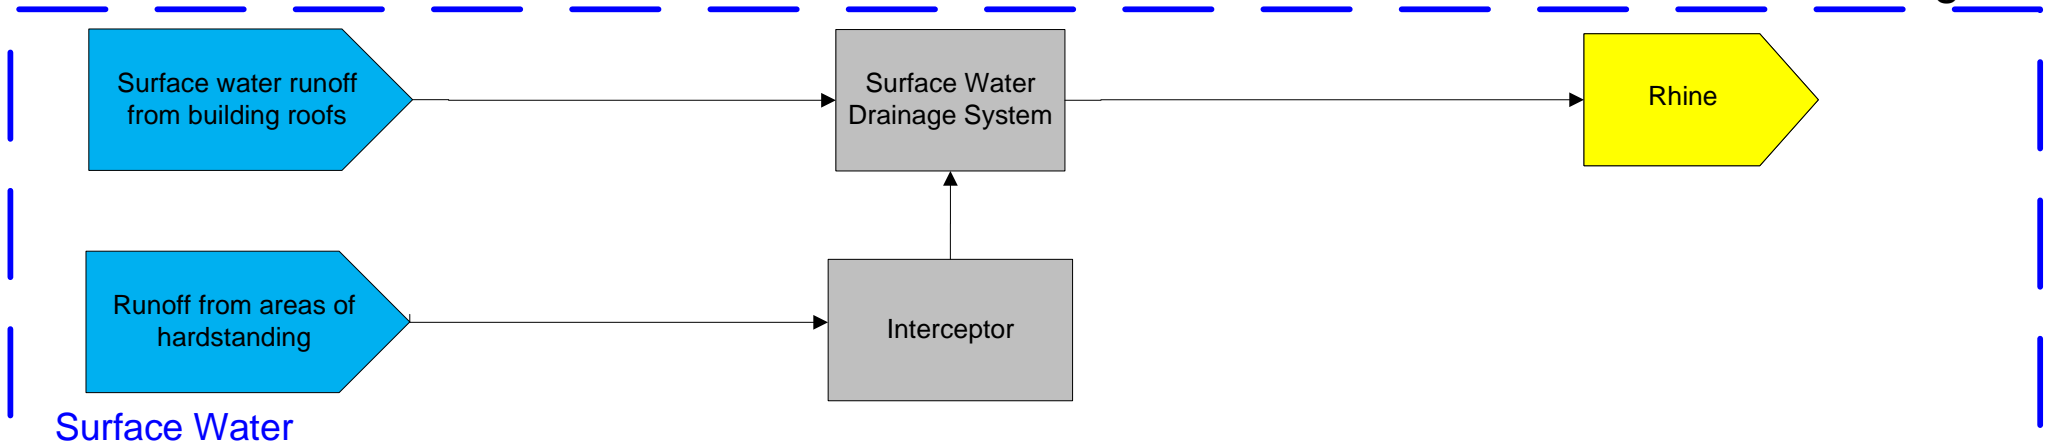 Surface water runoff
from building roofs
Surface Water
Drainage System
Rhine
Runoff from areas of
hardstanding
Interceptor
Surface Water